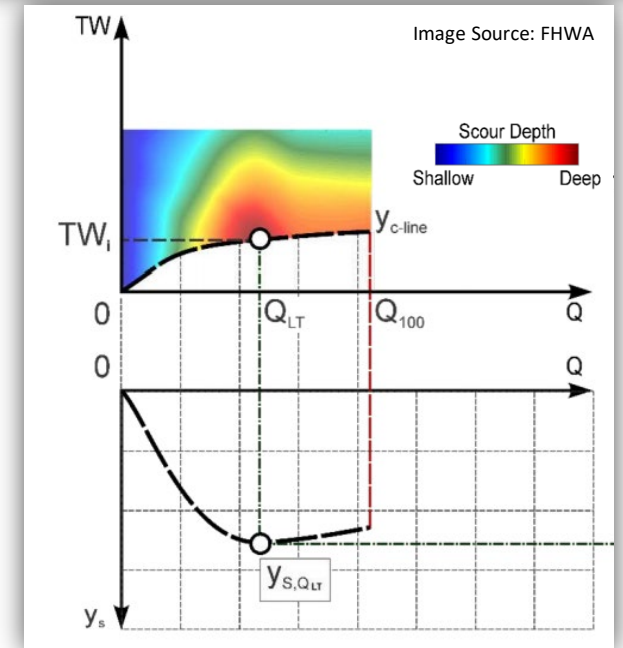 TW
Image Source: FHWA
Scour Depth
Shallow Deep
TWi
yc-line
0
QLT
Q100
Q
0
Q
yS,QLT
ys